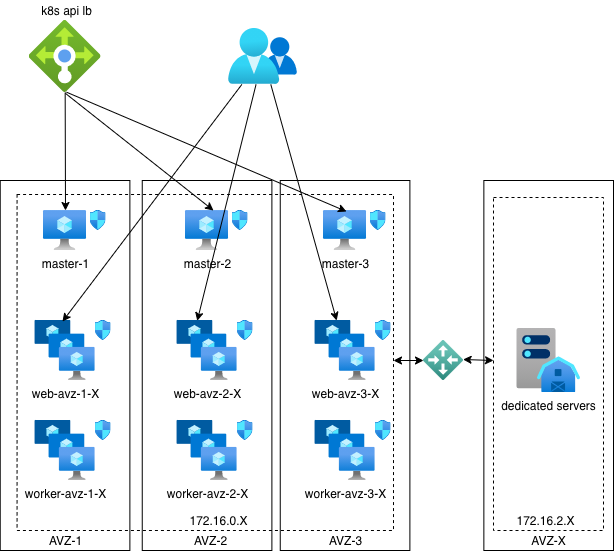 k8s api lb
master-1
master-2
master-3
web-avz-1-X
web-avz-2-X
web-avz-3-X
dedicated servers
worker-avz-1-X
worker-avz-2-X
worker-avz-3-X
172.16.0.X
172.16.2.X
AVZ-1
AVZ-2
AVZ-3
AVZ-X